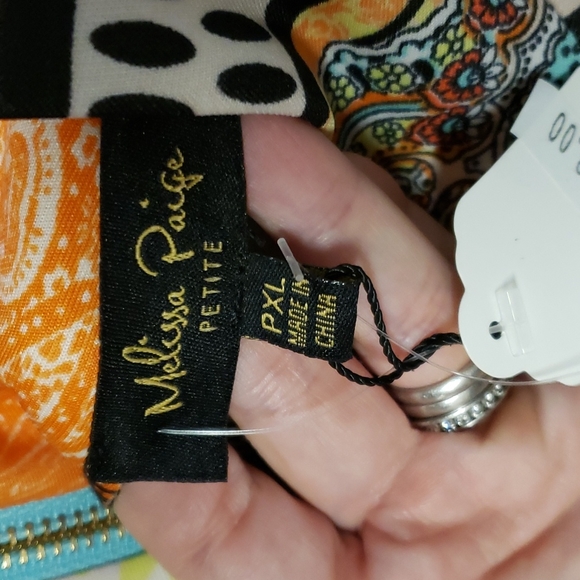 Melissa Paige
PETITE
PXL
MADE IN
CHINA